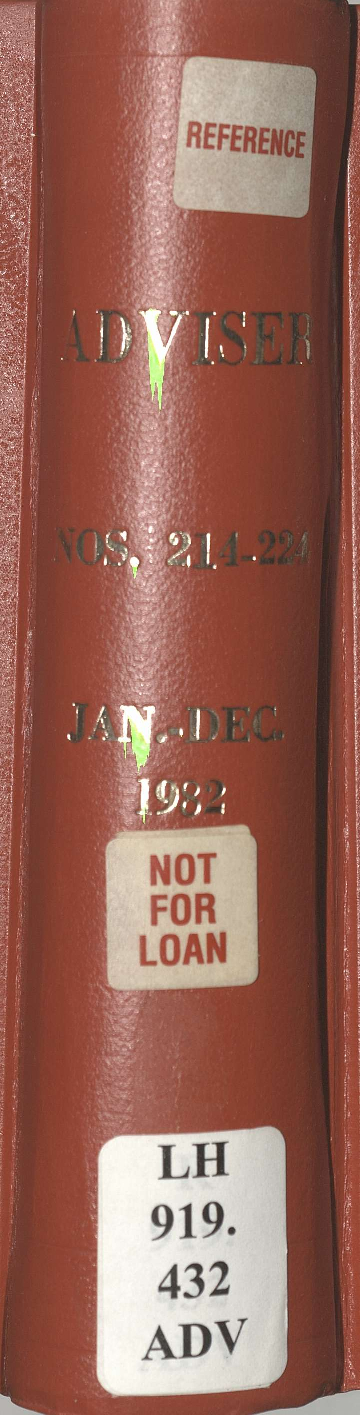 REFERENCE
ADVISER
NOS. 214-224
JAN.-DEC.
1982
NOT
FOR
LOAN
LH
919.
432
ADV